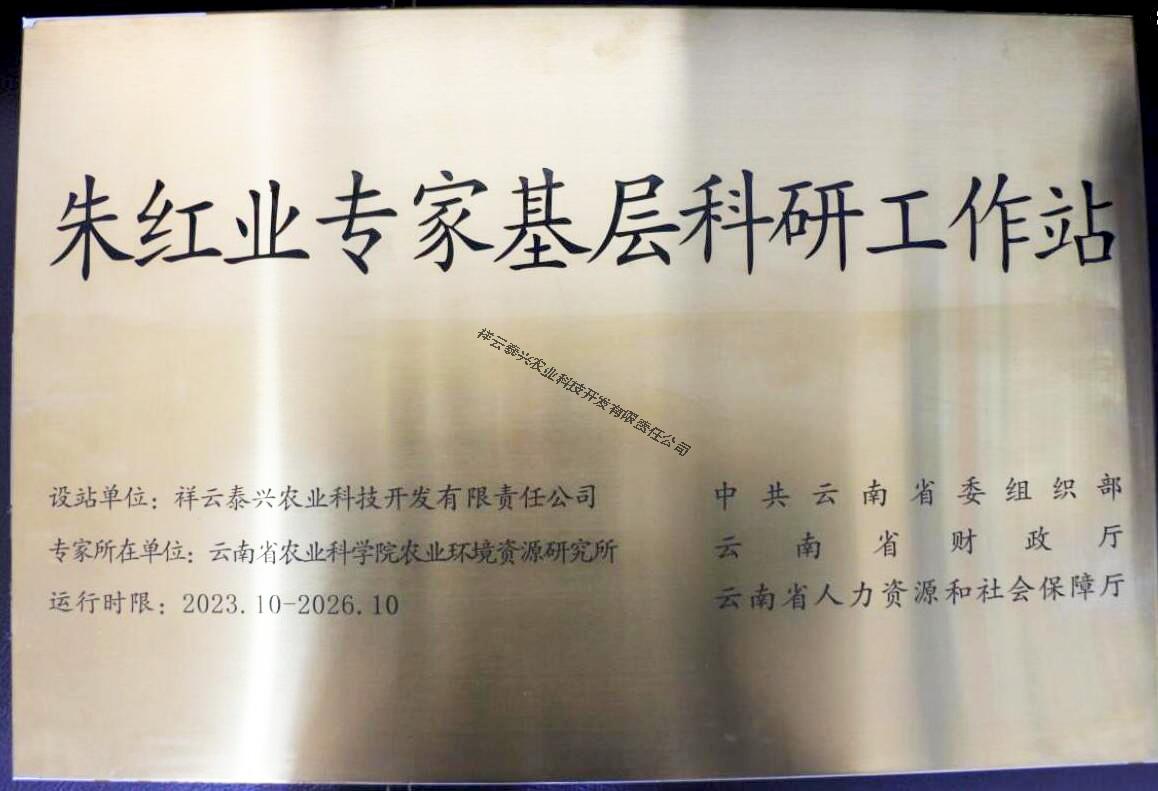 朱红业专家基层科研工作站
祥云泰兴农业科技开发有限责任公司
设站单位：祥云泰兴农业科技开发有限责任公司
专家所在单位：云南省农业科学院农业环境资源研究所
运行时限：2023.10-2026.10
中共云南省委组织部
云南省财政厅
云南省人力资源和社会保障厅